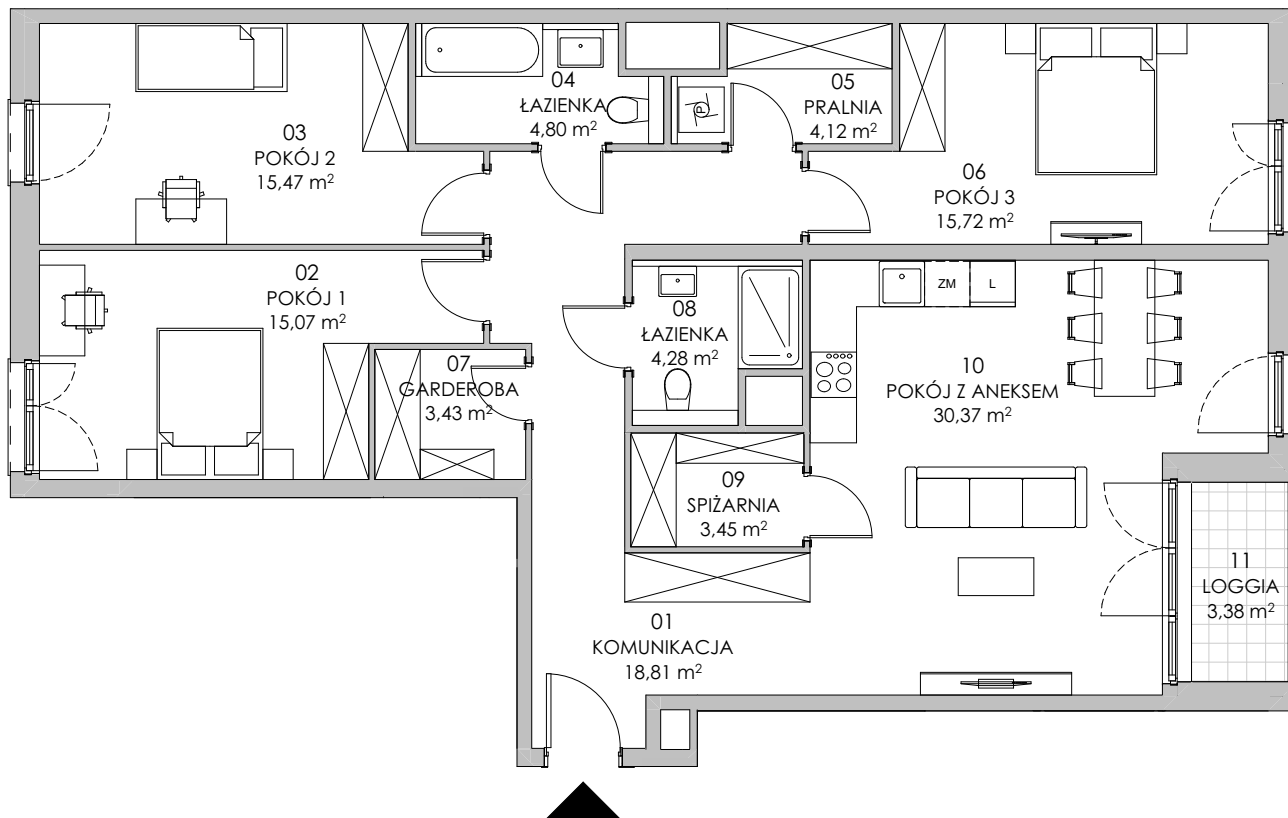 03
POKÓJ 2
15,47 m²
04
ŁAZIENKA
4,80 m²
05
PRALNIA
4,12 m²
P
06
POKÓJ 3
15,72 m²
02
POKÓJ 1
15,07 m²
07
GARDEROBA
3,43 m²
08
ŁAZIENKA
4,28 m²
ZM
L
10
POKÓJ Z ANEKSEM
30,37 m²
09
SPIŻARNIA
3,45 m²
11
LOGGIA
3,38 m²
01
KOMUNIKACJA
18,81 m²